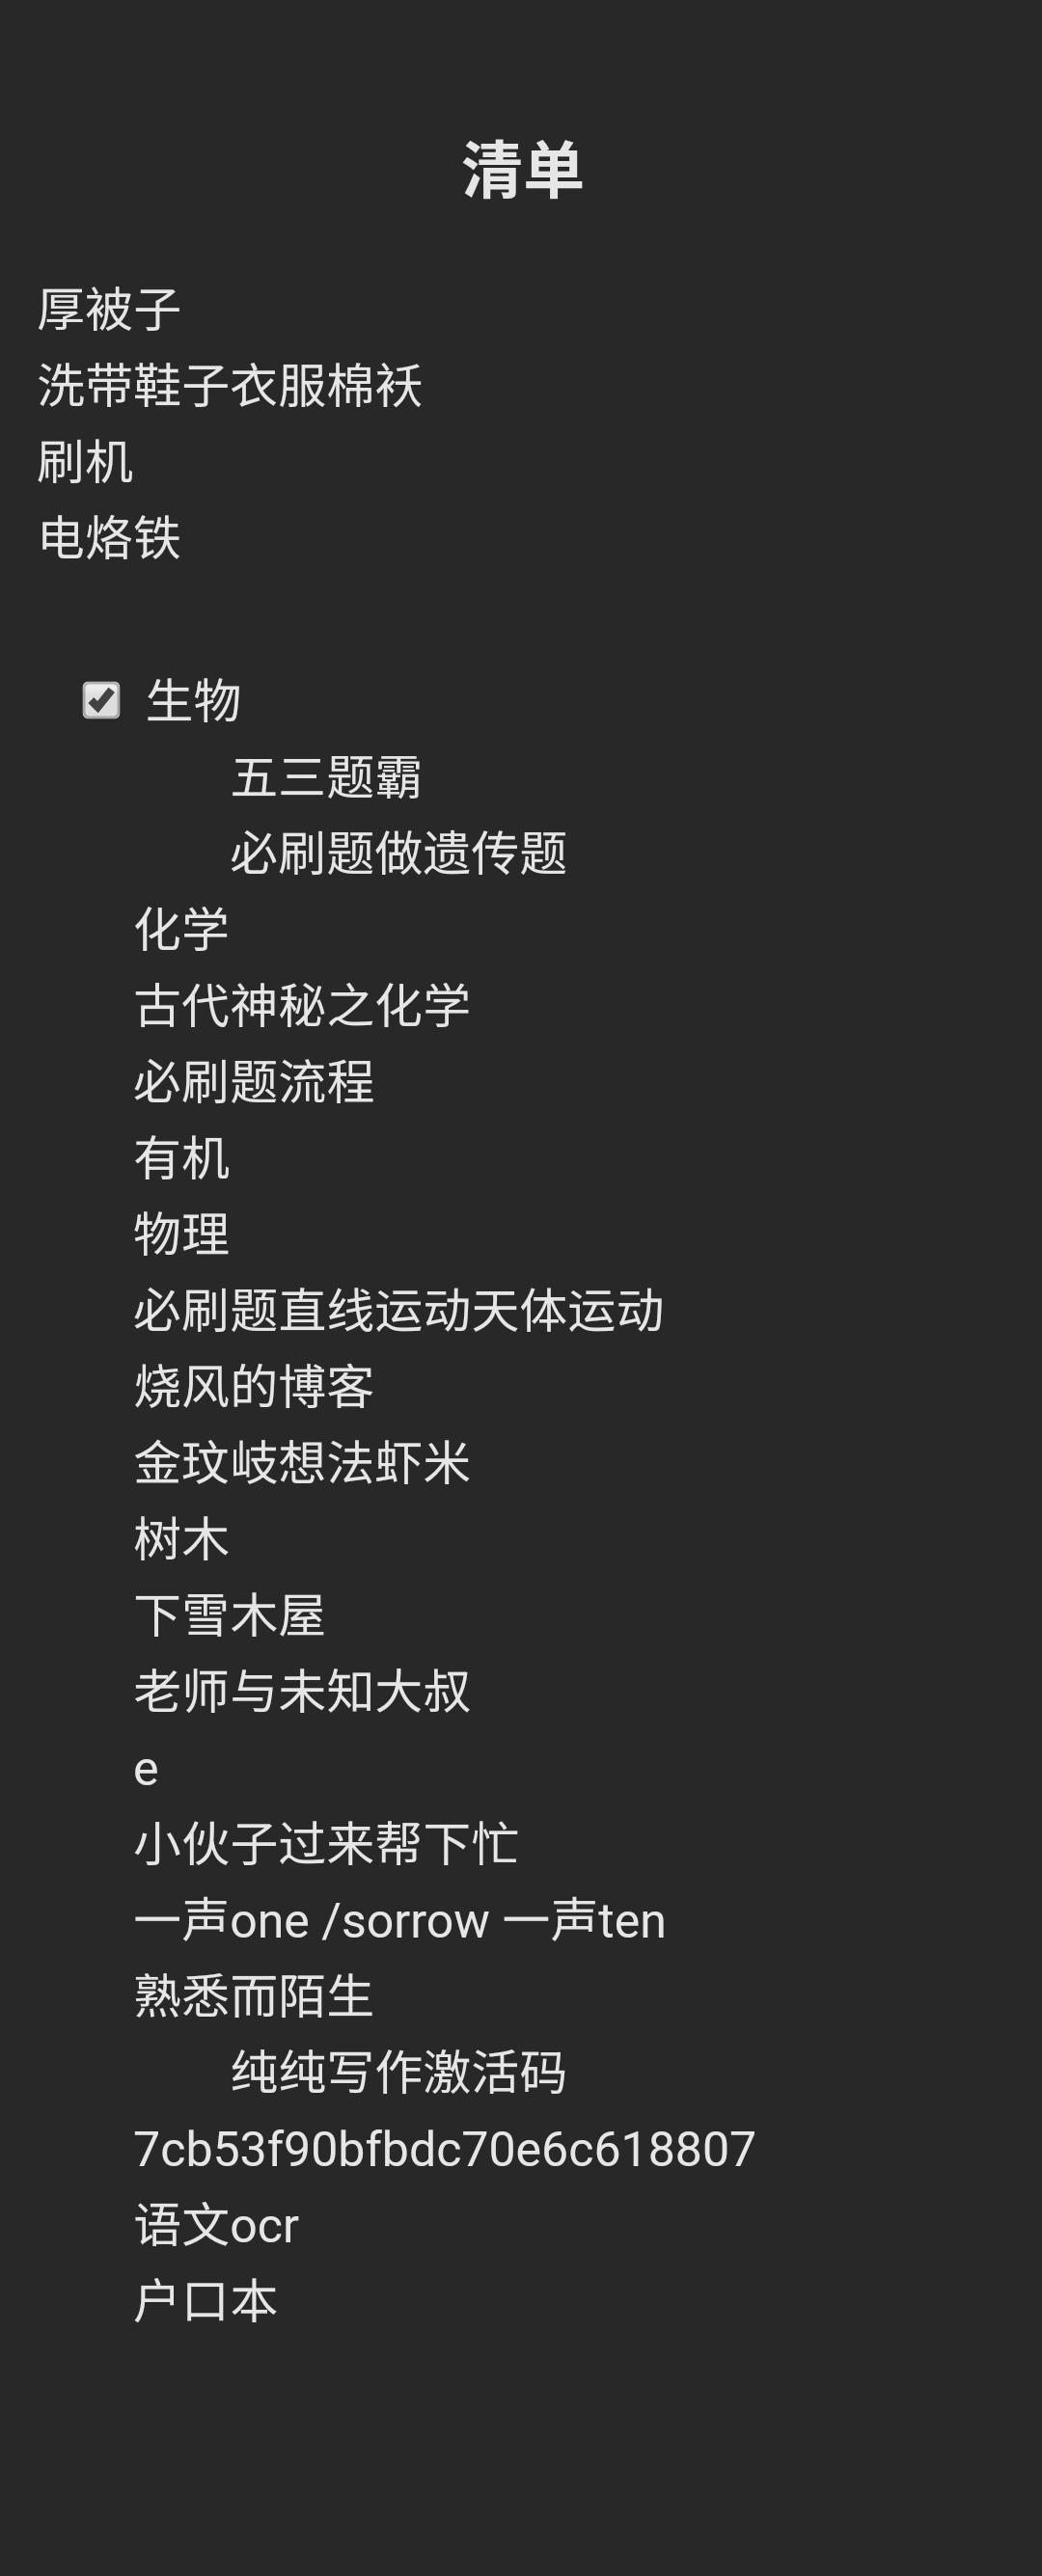 清单
厚被子
洗带鞋子衣服棉袄
刷机
电烙铁
生物
五三题霸
必刷题做遗传题
化学
古代神秘之化学
必刷题流程
有机
物理
必刷题直线运动天体运动
烧风的博客
金玟岐想法虾米
树木
下雪木屋
老师与未知大叔
e
小伙子过来帮下忙
一声one /sorrow 一声ten
熟悉而陌生
纯纯写作激活码
7cb53f90bfbdc70e6c618807
语文ocr
户口本